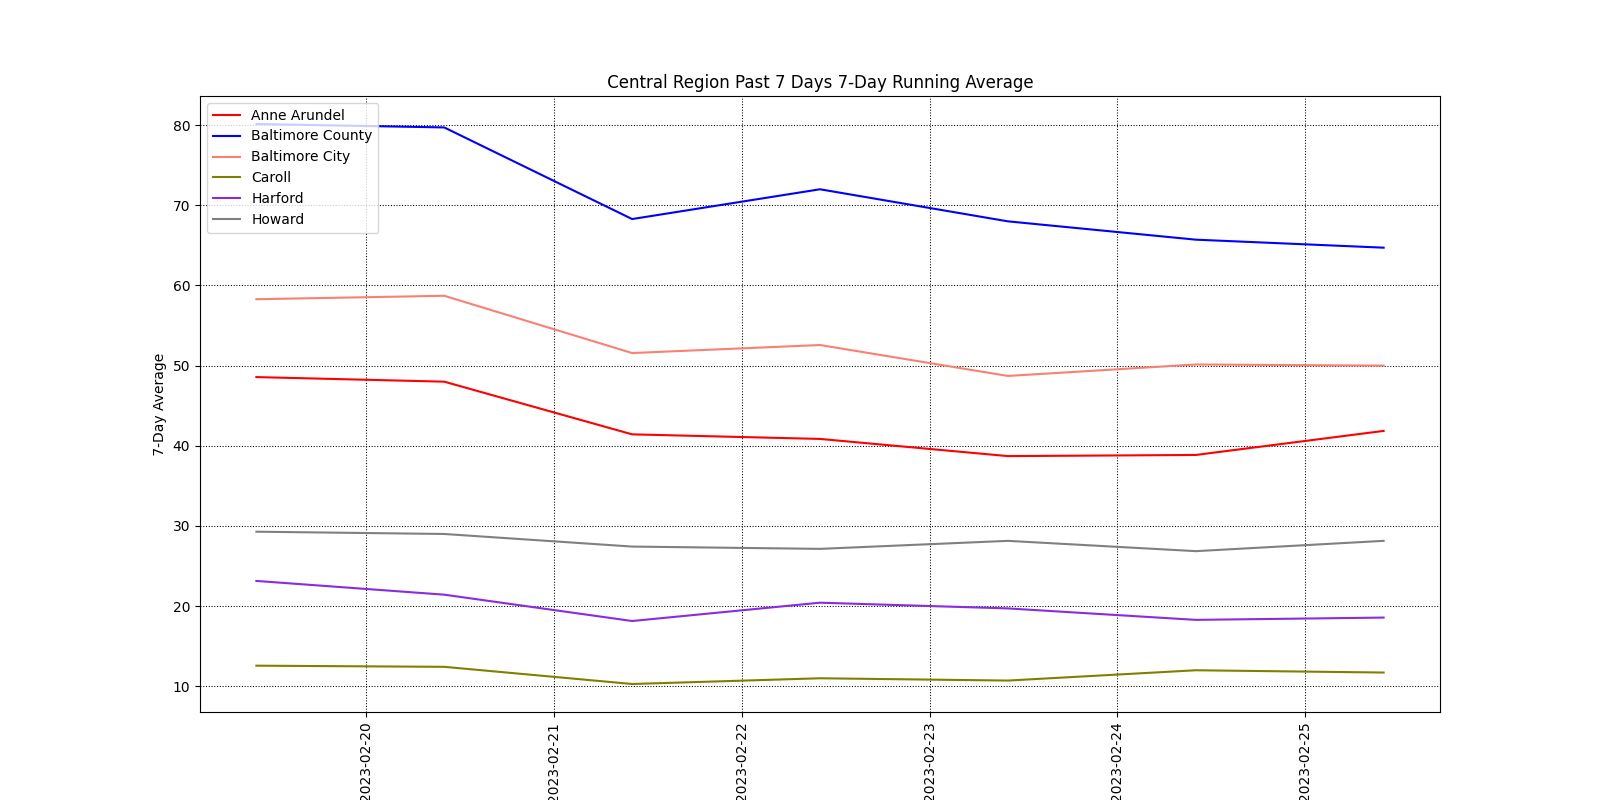 Central Region Past 7 Days 7-Day Running Average
Anne Arundel
Baltimore County
Baltimore City
Caroll
Harford
Howard
7-Day Average
80
70
60
50
40
30
20
10
2023-02-20
2023-02-21
2023-02-22
2023-02-23
2023-02-24
2023-02-25